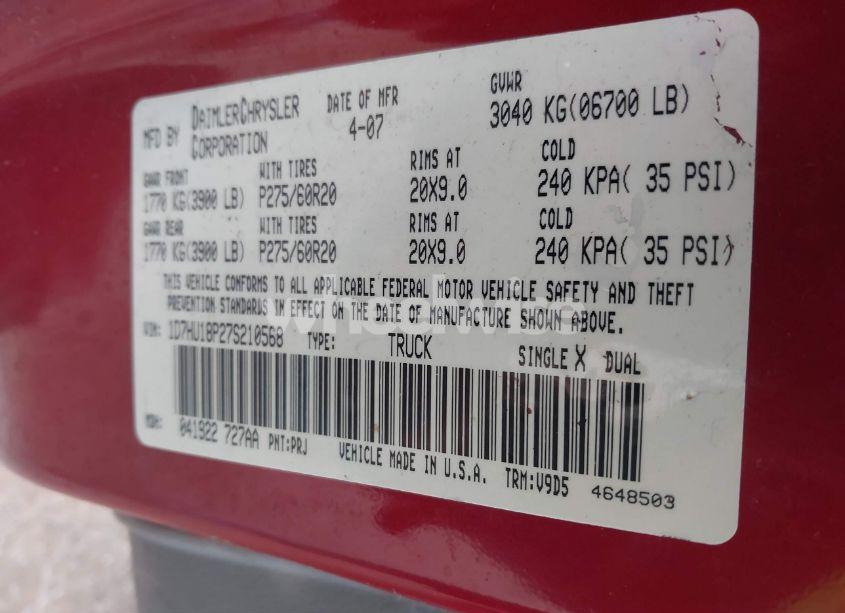 MFD BY DAIMLERCHRYSLER CORPORATION
DATE OF MFR 4-07
GVWR 3040 KG(06700 LB)
GAWR FRONT WITH TIRES RIMS AT COLD
1770 KG(3900 LB) P275/60R20 20X9.0 240 KPA( 35 PSI)
GAWR REAR WITH TIRES RIMS AT COLD
1770 KG(3900 LB) P275/60R20 20X9.0 240 KPA( 35 PSI)
THIS VEHICLE CONFORMS TO ALL APPLICABLE FEDERAL MOTOR VEHICLE SAFETY AND THEFT
PREVENTION STANDARDS IN EFFECT ON THE DATE OF MANUFACTURE SHOWN ABOVE.
VIN: 1D7HU18P27S210568 TYPE: TRUCK SINGLE X DUAL
MDH: 041922 727AA PNT:PRJ VEHICLE MADE IN U.S.A. TRM:V9D5 4648503